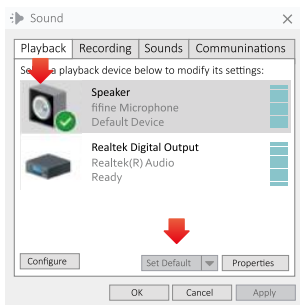 Sound
Playback Recording Sounds Communinations
a playback device below to modify its settings:
Speaker
fifine Microphone
Default Device
Realtek Digital Output
Realtek(R) Audio
Ready
Configure Set Default Properties
OK Cancel Apply